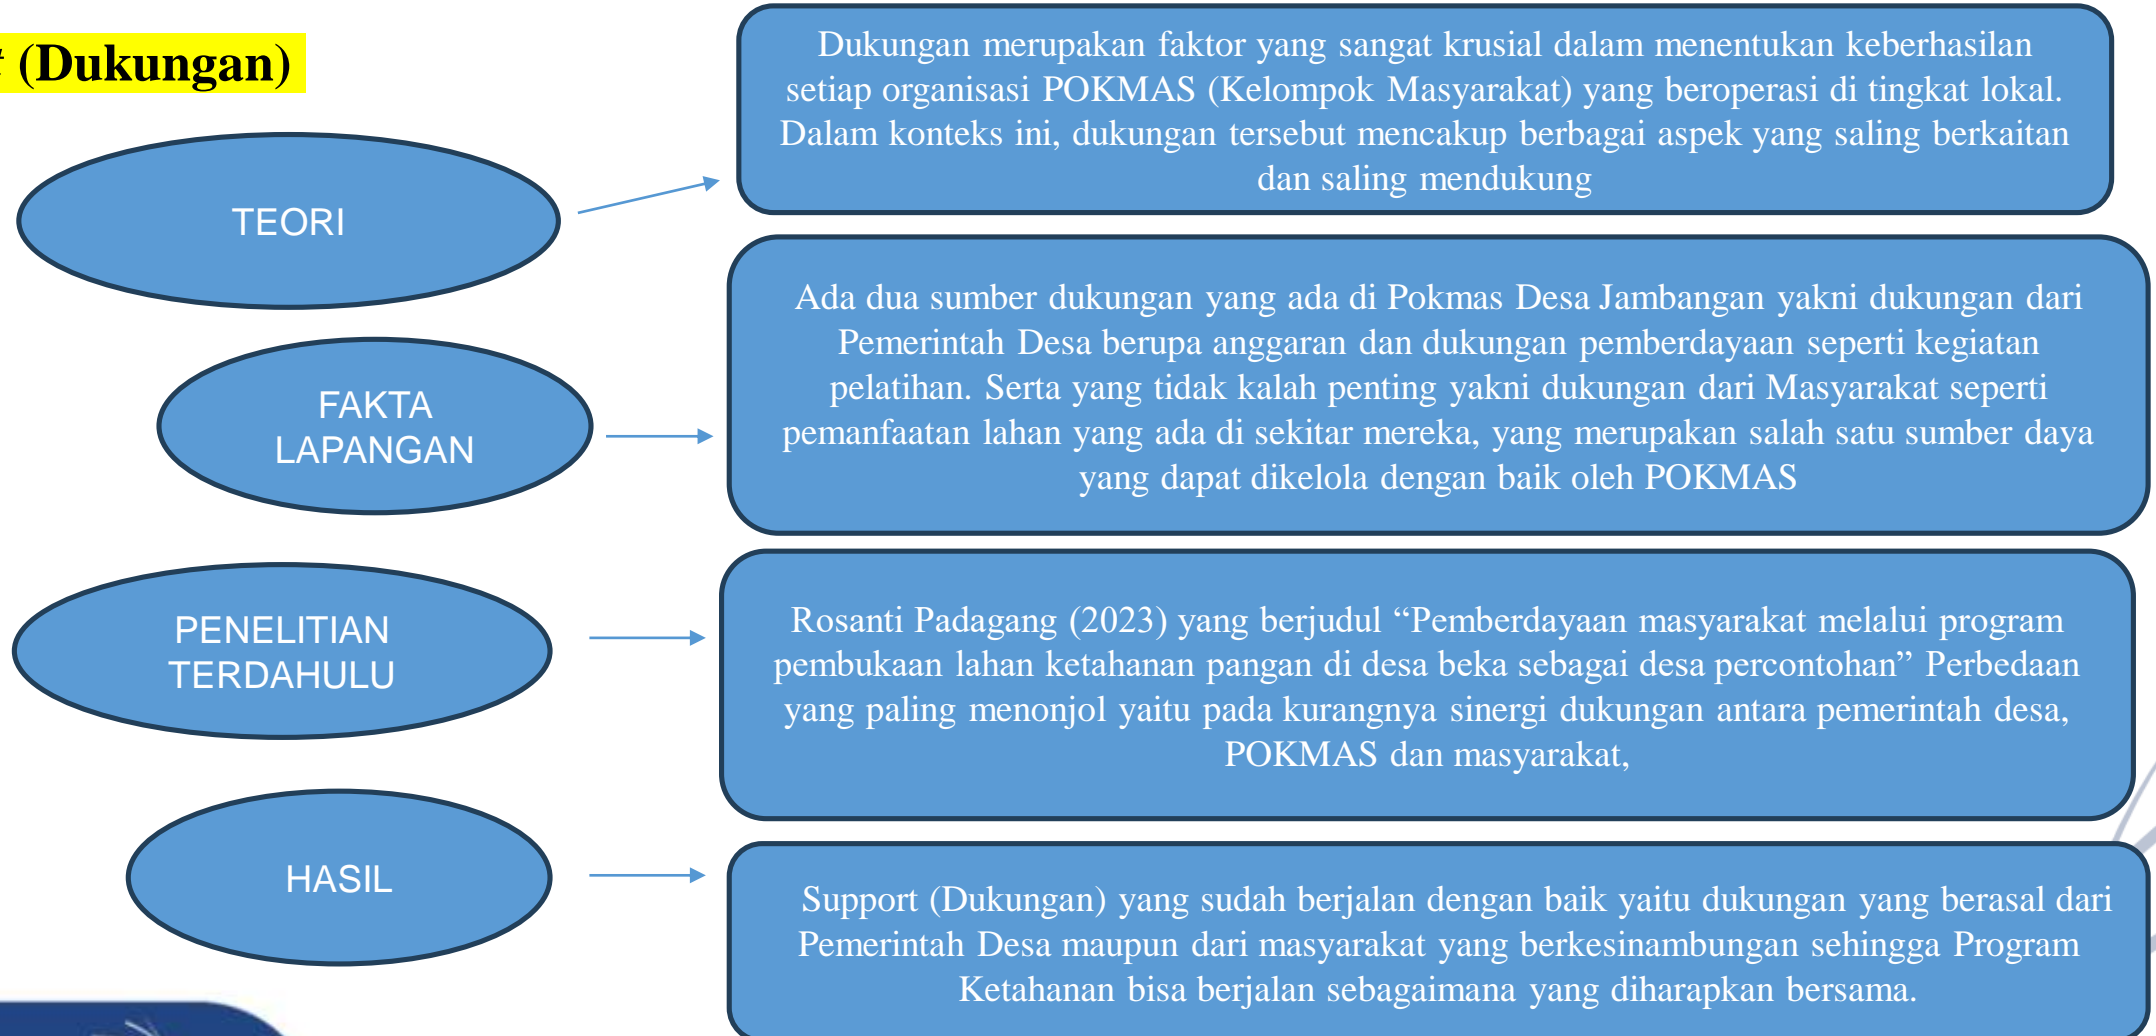 (Dukungan)
TEORI
Dukungan merupakan faktor yang sangat krusial dalam menentukan keberhasilan
setiap organisasi POKMAS (Kelompok Masyarakat) yang beroperasi di tingkat lokal.
Dalam konteks ini, dukungan tersebut mencakup berbagai aspek yang saling berkaitan
dan saling mendukung
FAKTA
LAPANGAN
Ada dua sumber dukungan yang ada di Pokmas Desa Jambangan yakni dukungan dari
Pemerintah Desa berupa anggaran dan dukungan pemberdayaan seperti kegiatan
pelatihan. Serta yang tidak kalah penting yakni dukungan dari Masyarakat seperti
pemanfaatan lahan yang ada di sekitar mereka, yang merupakan salah satu sumber daya
yang dapat dikelola dengan baik oleh POKMAS
PENELITIAN
TERDAHULU
Rosanti Padagang (2023) yang berjudul “Pemberdayaan masyarakat melalui program
pembukaan lahan ketahanan pangan di desa beka sebagai desa percontohan” Perbedaan
yang paling menonjol yaitu pada kurangnya sinergi dukungan antara pemerintah desa,
POKMAS dan masyarakat,
HASIL
Support (Dukungan) yang sudah berjalan dengan baik yaitu dukungan yang berasal dari
Pemerintah Desa maupun dari masyarakat yang berkesinambungan sehingga Program
Ketahanan bisa berjalan sebagaimana yang diharapkan bersama.